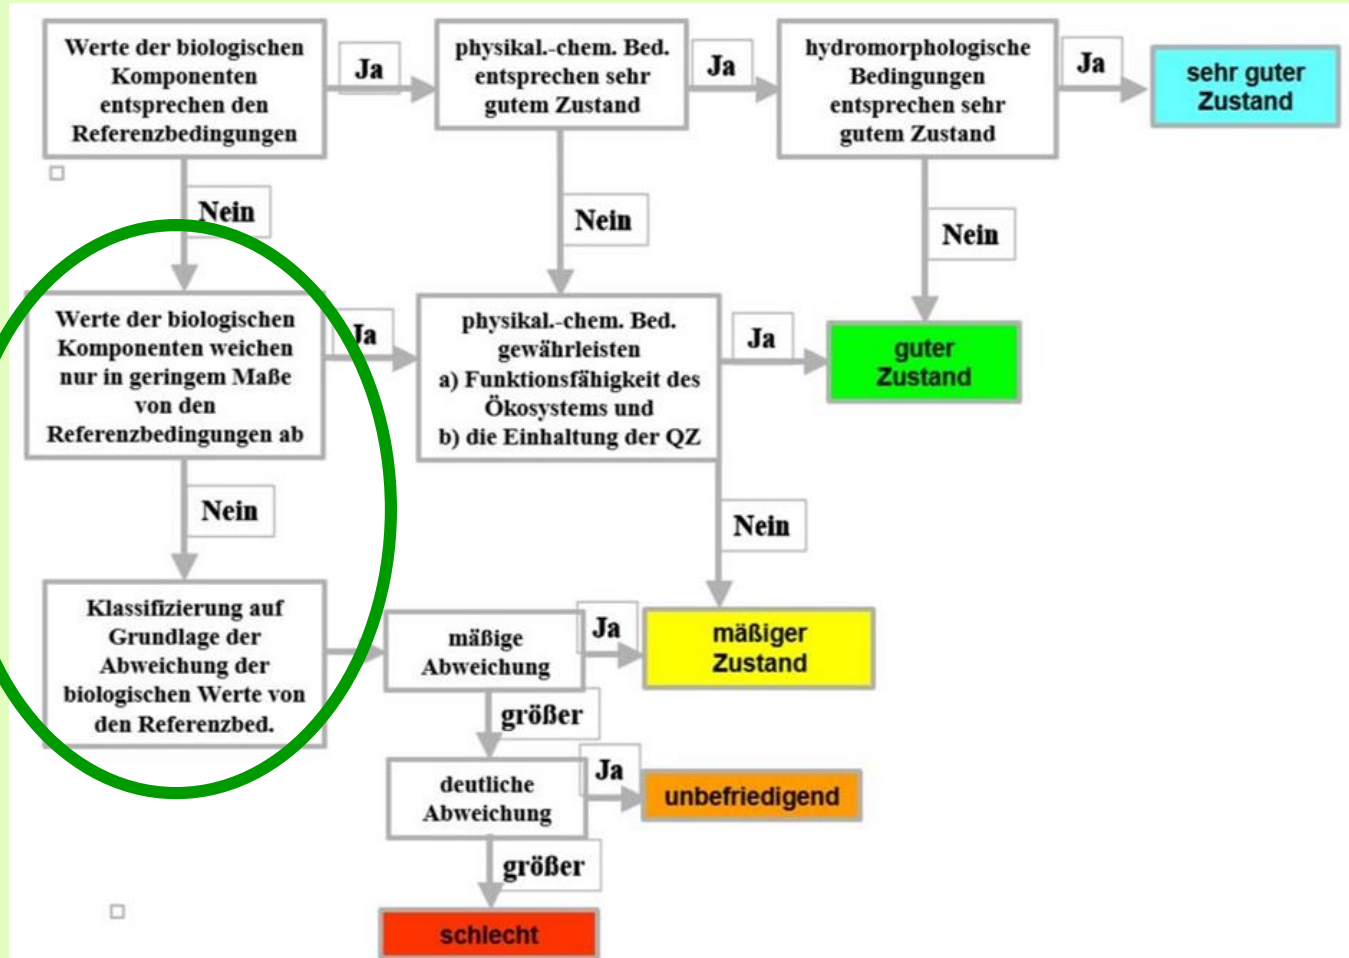 Werte der biologischen
Komponenten
entsprechen den
Referenzbedingungen
Ja
physikal.-chem. Bed.
entsprechen sehr
gutem Zustand
Ja
hydromorphologische
Bedingungen
entsprechen sehr
gutem Zustand
Ja
sehr guter
Zustand
Nein
Nein
Nein
Werte der biologischen
Komponenten weichen
nur in geringem Maße
von den
Referenzbedingungen ab
Ja
physikal.-chem. Bed.
gewährleisten
a) Funktionsfähigkeit des
Ökosystems und
b) die Einhaltung der QZ
Ja
guter
Zustand
Nein
Nein
Klassifizierung auf
Grundlage der
Abweichung der
biologischen Werte von
den Referenzbed.
mäßige
Abweichung
Ja
mäßiger
Zustand
größer
deutliche
Abweichung
Ja
unbefriedigend
größer
schlecht